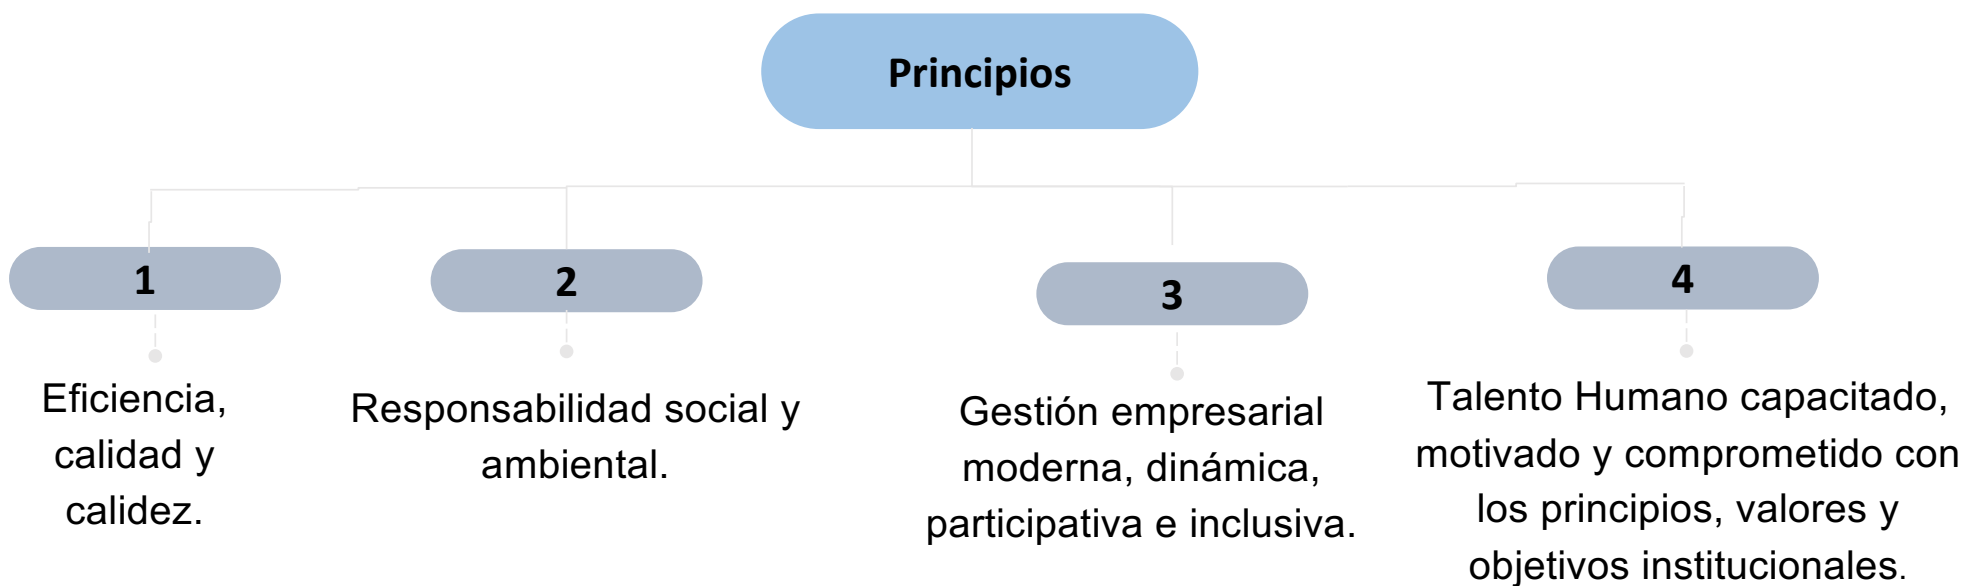 Principios
1
Eficiencia,
calidad y
calidez.
2
Responsabilidad social y
ambiental.
3
Gestión empresarial
moderna, dinámica,
participativa e inclusiva.
4
Talento Humano capacitado,
motivado y comprometido con
los principios, valores y
objetivos institucionales.